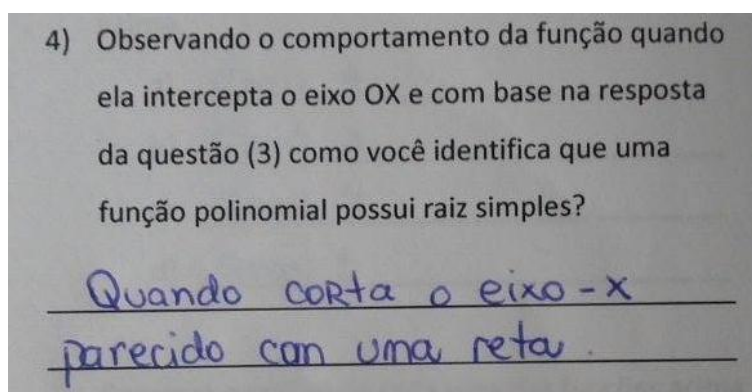 4) Observando o comportamento da função quando
ela intercepta o eixo OX e com base na resposta
da questão (3) como você identifica que uma
função polinomial possui raiz simples?
Quando corta o eixo-x
parecido con uma reta.